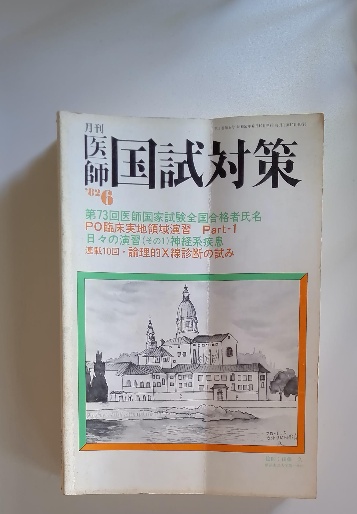 月刊
医師
国試対策
'82 6
第73回医師国家試験全国合格者氏名
PO臨床実地領域演習 Part-1
日々の演習(その1)神経系疾患
連載10回・論理的X線診断の試み